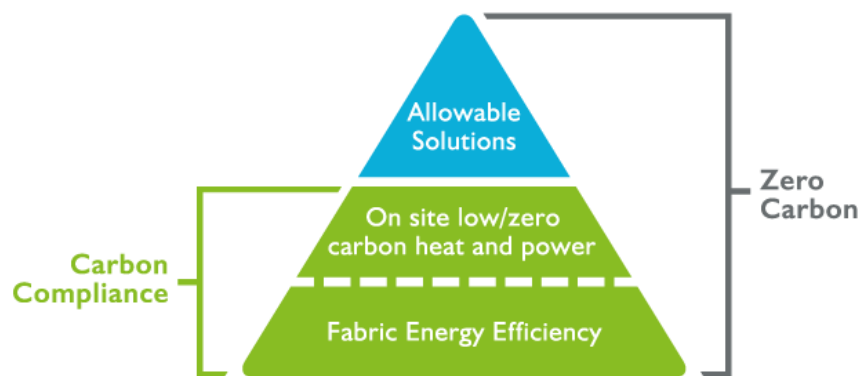 Allowable
Solutions
On site low/zero
carbon heat and power
Fabric Energy Efficiency
Carbon
Compliance
Zero
Carbon